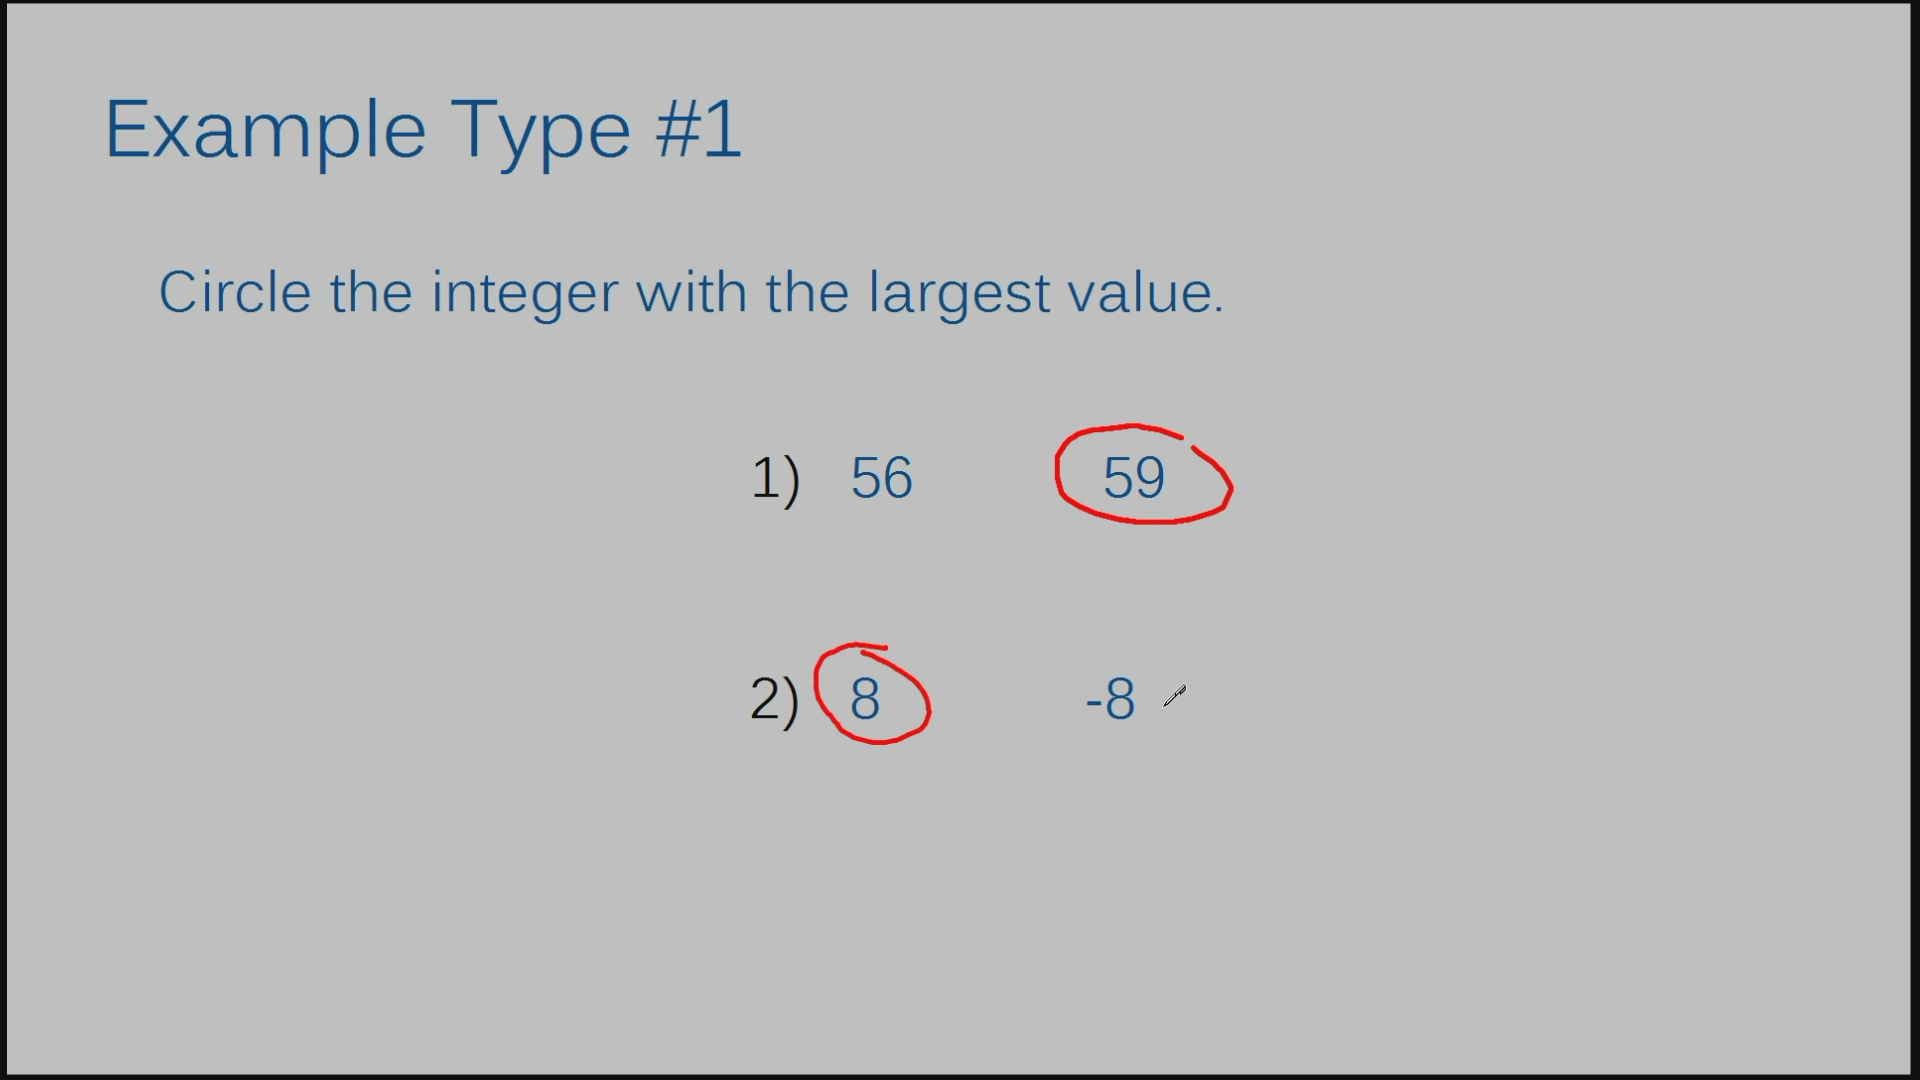 Example Type #1
Circle the integer with the largest value.
1) 56 59
2) 8 -8